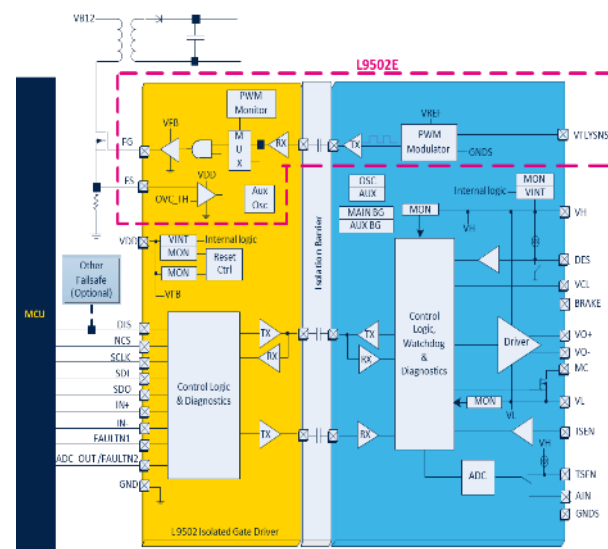 VB12
L9502E
PWM
Monitor
VFB
VREF
FG
M
U
X
RX
TX
PWM
Modulator
VFLYSNS
GNDS
FS
VDD
OVC_TH
Aux
Osc
OSC
AUX
MON
VINT
Internal logic
MAIN BG
AUX BG
MON
VH
VH
VDD
VINT
Internal logic
MON
MON
Reset
Ctrl
VFB
Isolation Barrier
DES
VCL
BRAKE
Other
Failsafe
(Optional)
MCU
DIS
NCS
SCLK
SDI
SDO
IN+
IN-
FAULTN1
ADC_OUT/FAULTN2
GND
Control Logic
& Diagnostics
TX
RX
TX
TX
RX
RX
Control
Logic,
Watchdog
&
Diagnostics
Driver
VO+
VO-
MC
MON
VL
VL
ISEN
VH
ADC
TSEN
AIN
GNDS
L9502 Isolated Gate Driver